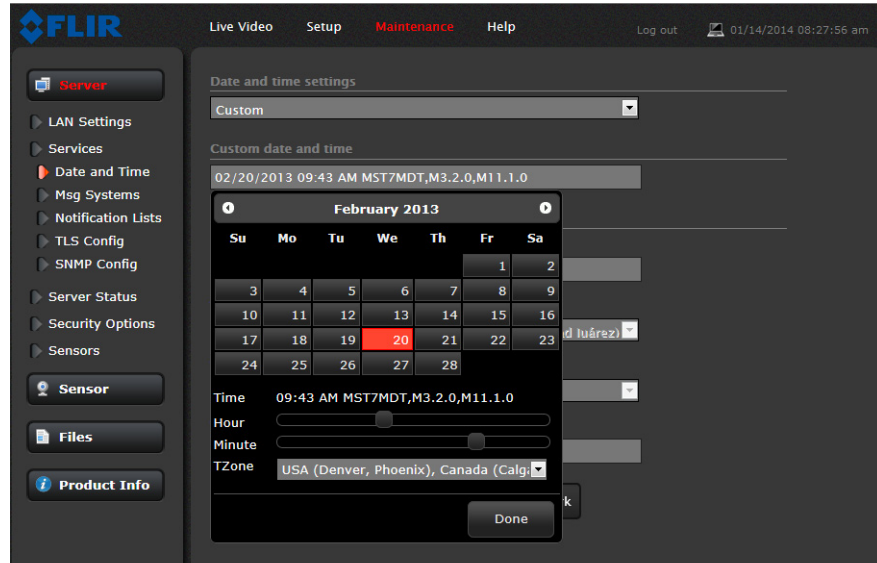 FLIR
Live Video Setup Maintenance Help Log out 01/14/2014 08:27:56 am
Server
LAN Settings
Services
Date and Time
Msg Systems
Notification Lists
TLS Config
SNMP Config
Server Status
Security Options
Sensors
Sensor
Files
Product Info
Date and time settings
Custom
Custom date and time
02/20/2013 09:43 AM MST7MDT,M3.2.0,M11.1.0
February 2013
Su Mo Tu We Th Fr Sa
1 2
3 4 5 6 7 8 9
10 11 12 13 14 15 16
17 18 19 20 21 22 23
24 25 26 27 28
Time 09:43 AM MST7MDT,M3.2.0,M11.1.0
Hour
Minute
TZone USA (Denver, Phoenix), Canada (Calg
Done